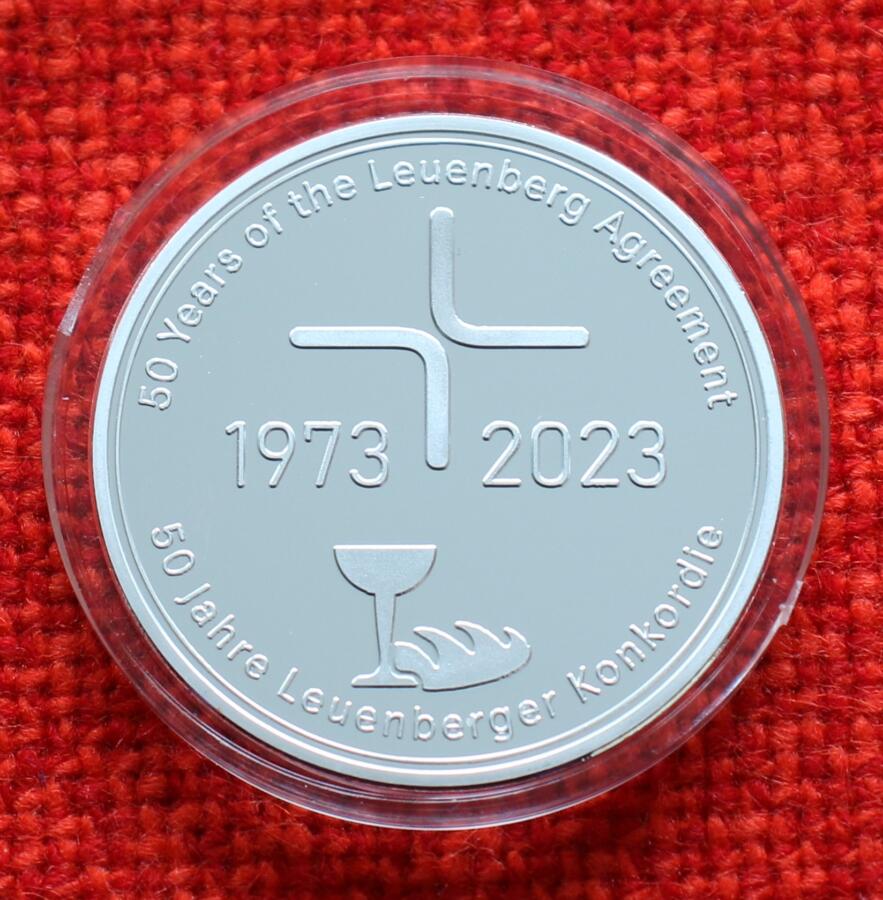 50 Years of the Leuenberg Agreement
1973 2023
50 Jahre Leuenberger Konkordie